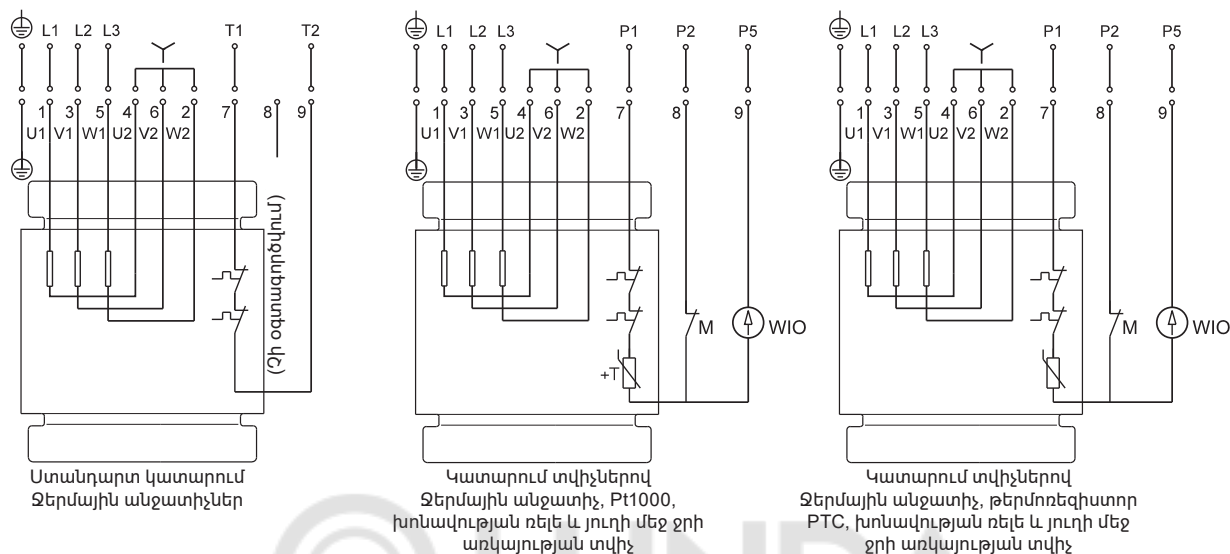 L1 L2 L3 T1 T2
1 3 5 4 6 2 7 8 9
U1 V1 W1 U2 V2 W2
(Չի օգտագործվում)
Ստանդարտ կատարում
Ջերմային անջատիչներ
L1 L2 L3 P1 P2 P5
1 3 5 4 6 2 7 8 9
U1 V1 W1 U2 V2 W2
M
WIO
+T
Կատարում տվիչներով
Ջերմային անջատիչ, Pt1000,
խոնավության ռելե և յուղի մեջ ջրի
առկայության տվիչ
L1 L2 L3 P1 P2 P5
1 3 5 4 6 2 7 8 9
U1 V1 W1 U2 V2 W2
M
WIO
Կատարում տվիչներով
Ջերմային անջատիչ, թերմոռեզիստոր
PTC, խոնավության ռելե և յուղի մեջ
ջրի առկայության տվիչ